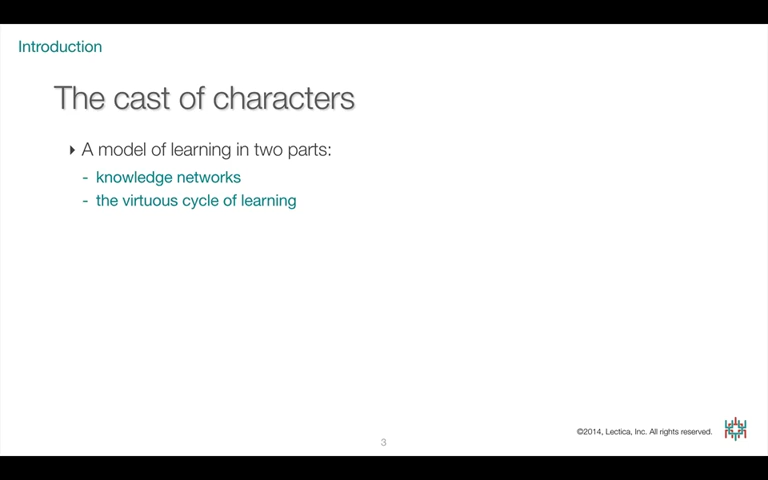 Introduction
The cast of characters
‣ A model of learning in two parts:
- knowledge networks
- the virtuous cycle of learning
©2014, Lectica, Inc. All rights reserved.
3